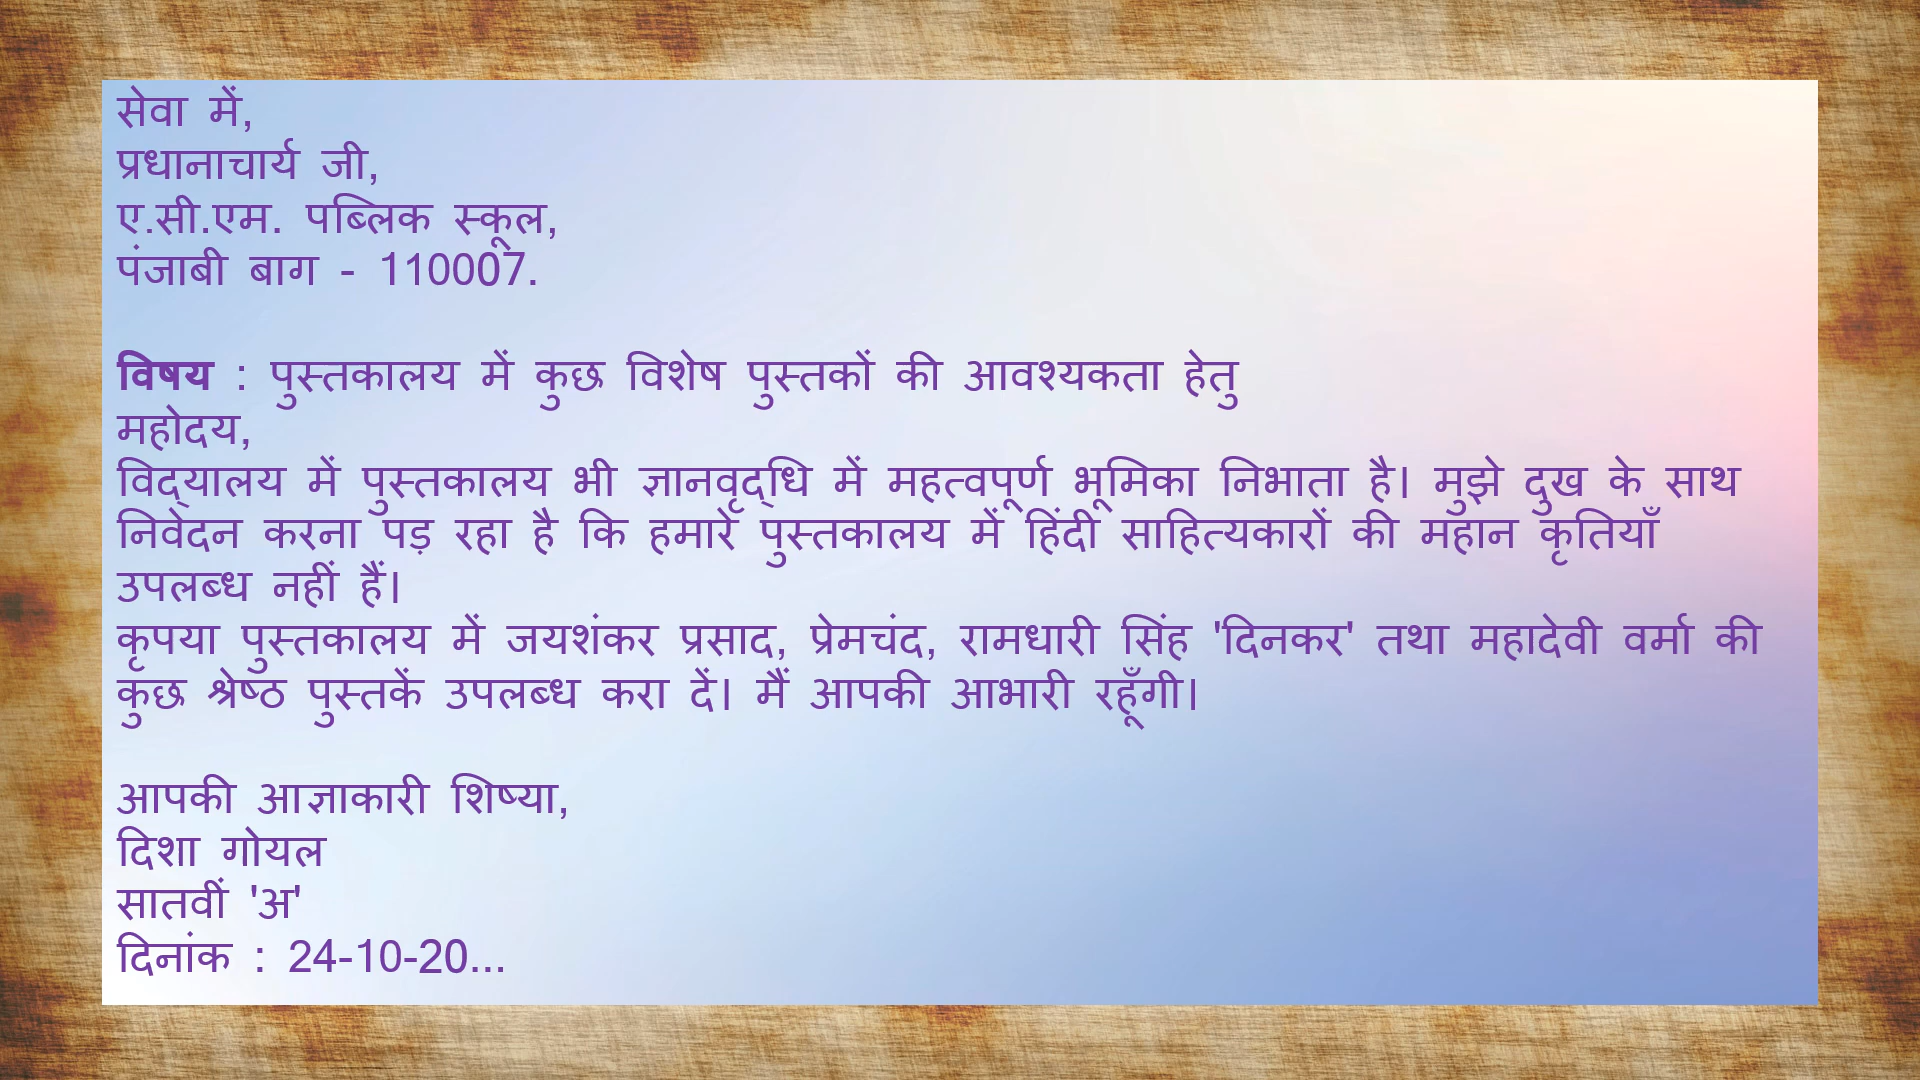 सेवा में,
प्रधानाचार्य जी,
ए.सी.एम. पब्लिक स्कूल,
पंजाबी बाग - 110007.
विषय : पुस्तकालय में कुछ विशेष पुस्तकों की आवश्यकता हेतु
महोदय,
विद्‌यालय में पुस्तकालय भी ज्ञानवृद्‌धि में महत्वपूर्ण भूमिका निभाता है। मुझे दुख के साथ
निवेदन करना पड़ रहा है कि हमारे पुस्तकालय में हिंदी साहित्यकारों की महान कृतियाँ
उपलब्ध नहीं हैं।
कृपया पुस्तकालय में जयशंकर प्रसाद, प्रेमचंद, रामधारी सिंह 'दिनकर' तथा महादेवी वर्मा की
कुछ श्रेष्ठ पुस्तकें उपलब्ध करा दें। मैं आपकी आभारी रहूँगी।
आपकी आज्ञाकारी शिष्या,
दिशा गोयल
सातवीं 'अ'
दिनांक : 24-10-20...